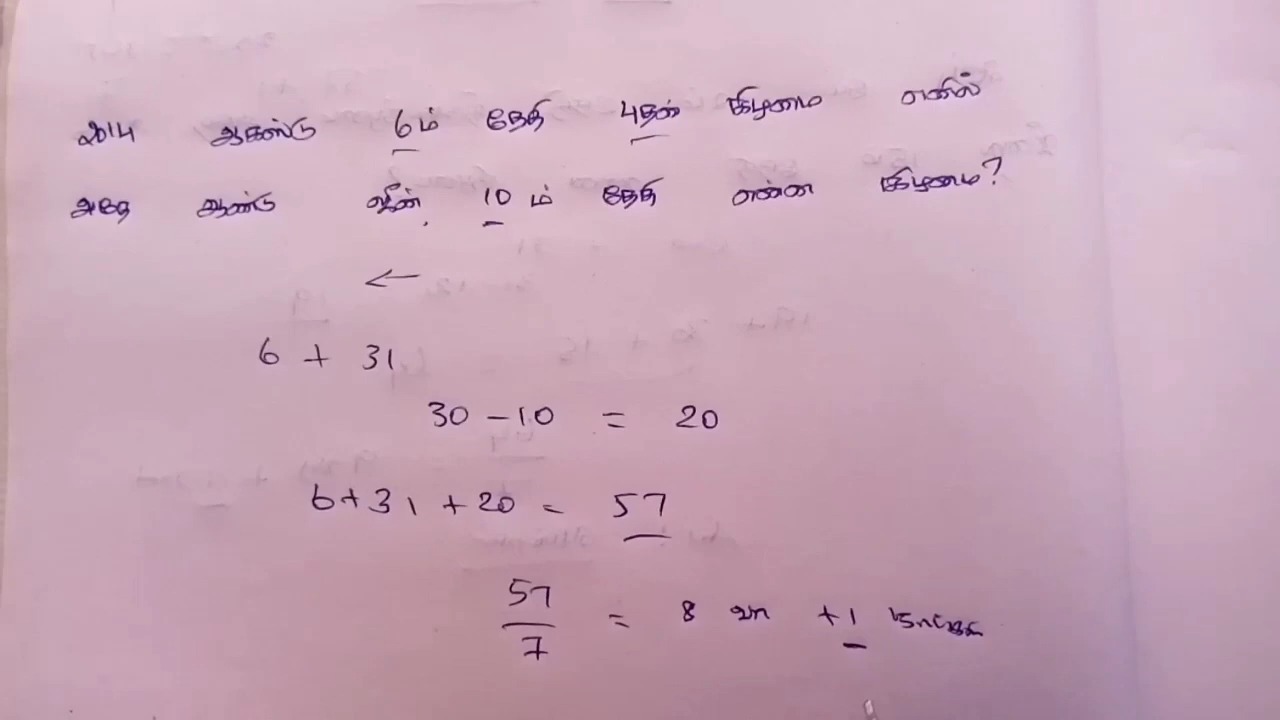 2014 ஆகஸ்டு 6ம் தேதி புதன் கிழமை எனில்
அதே ஆண்டு ஜீன் 10 ம் தேதி என்ன கிழமை?
←
6 + 31
30 - 10 = 20
6 + 31 + 20 = 57
57/7 = 8 வா + 1 நாட்கள்